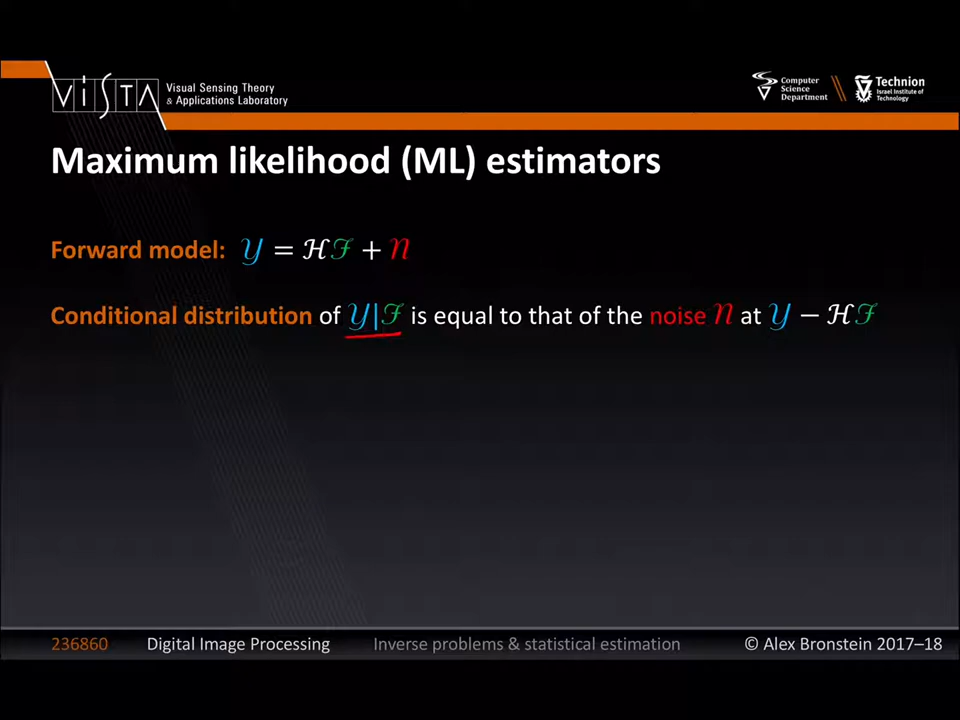 ViSTA Visual Sensing Theory & Applications Laboratory
Computer Science Department
Technion Israel Institute of Technology
Maximum likelihood (ML) estimators
Forward model: 𝒴 = ℋℱ + 𝒩
Conditional distribution of 𝒴|ℱ is equal to that of the noise 𝒩 at 𝒴 − ℋℱ
236860 Digital Image Processing Inverse problems & statistical estimation © Alex Bronstein 2017–18